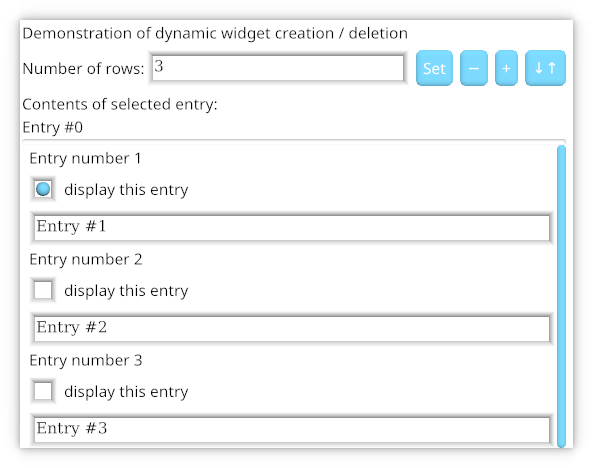 Demonstration of dynamic widget creation / deletion
Number of rows: 3 Set − + ↓↑
Contents of selected entry:
Entry #0
Entry number 1
display this entry
Entry #1
Entry number 2
display this entry
Entry #2
Entry number 3
display this entry
Entry #3